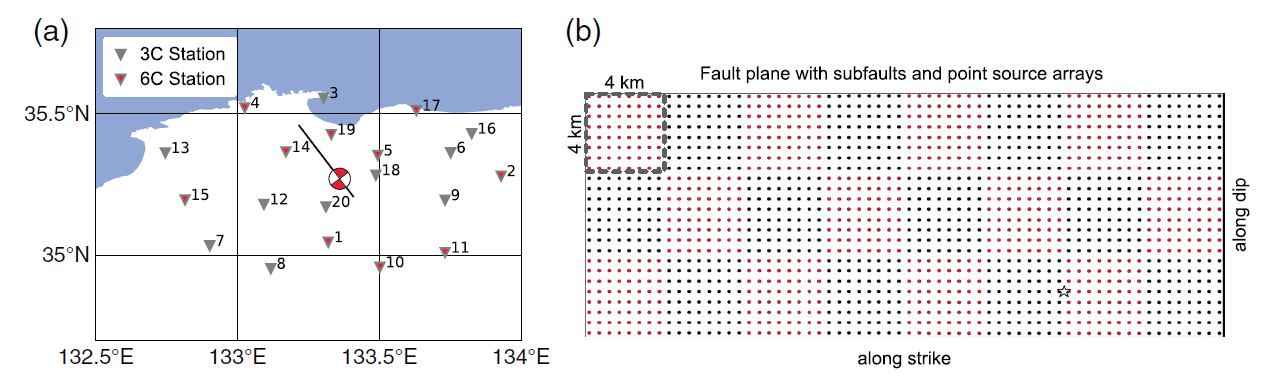 (a)
3C Station
6C Station
3
4
17
19
16
13
14
5
6
18
2
15
12
9
20
7
1
11
8
10
35.5°N
35°N
132.5°E
133°E
133.5°E
134°E
(b)
Fault plane with subfaults and point source arrays
4 km
4 km
along dip
along strike